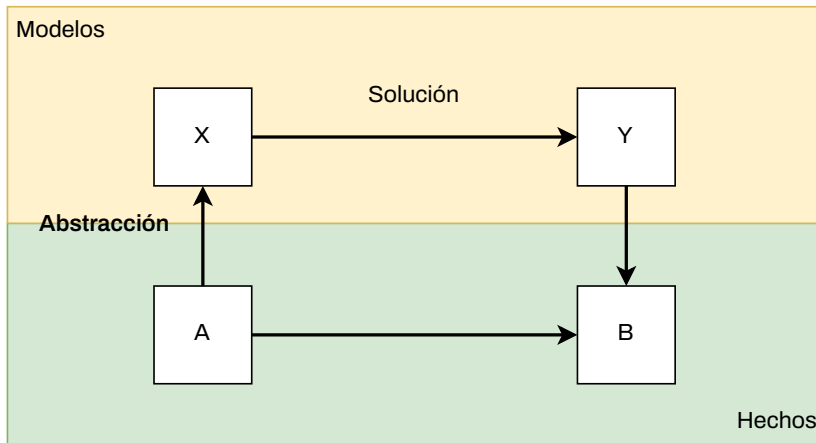 Modelos
Solución
X
Y
Abstracción
A
B
Hechos